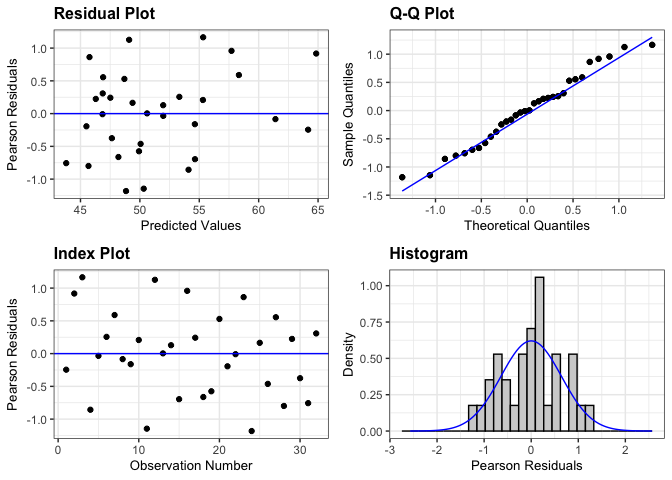 Residual Plot
Pearson Residuals
1.0
0.5
0.0
-0.5
-1.0
45 50 55 60 65
Predicted Values
Q-Q Plot
Sample Quantiles
1.0
0.5
0.0
-0.5
-1.0
-1.5
-1.0 -0.5 0.0 0.5 1.0
Theoretical Quantiles
Index Plot
Pearson Residuals
1.0
0.5
0.0
-0.5
-1.0
0 10 20 30
Observation Number
Histogram
Density
1.00
0.75
0.50
0.25
0.00
-3 -2 -1 0 1 2
Pearson Residuals